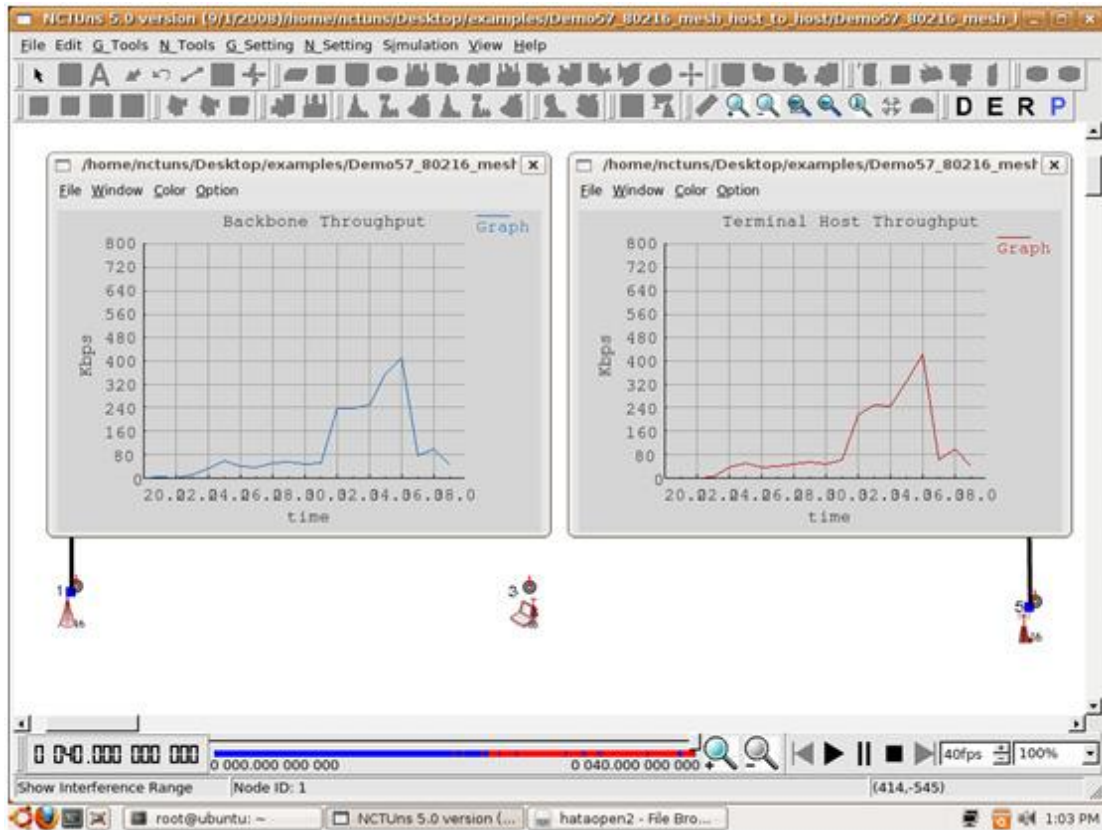 NCTUns 5.0 version (9/1/2008)/home/nctuns/Desktop/examples/Demo57_80216_mesh_host_to_host/Demo57_80216_mesh_
File Edit G_Tools N_Tools G_Setting N_Setting Simulation View Help
A D E R P
/home/nctuns/Desktop/examples/Demo57_80216_mesh
File Window Color Option
Backbone Throughput
Graph
800
720
640
560
480
400
320
240
160
80
0
Kbps
time
/home/nctuns/Desktop/examples/Demo57_80216_mesh
File Window Color Option
Terminal Host Throughput
Graph
800
720
640
560
480
400
320
240
160
80
0
Kbps
time
1
3
5
0 040.000 000 000
0 000.000 000 000
0 040.000 000 000
40fps
100%
Show Interference Range
Node ID: 1
(414,-545)
root@ubuntu: ~
NCTUns 5.0 version (...
hataopen2 - File Bro...
1:03 PM